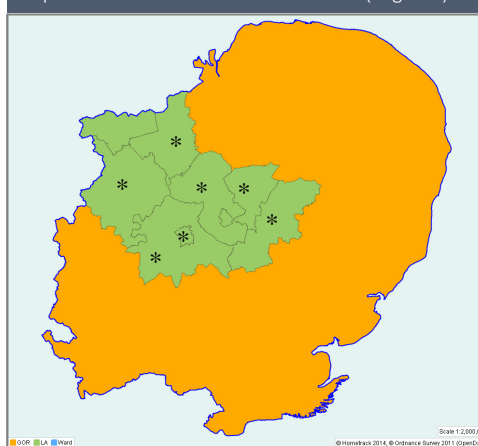 * * * * * * * *
Scale 1:2,000,
GOR LA Ward
© Hometrack 2014, © Ordnance Survey 2011 (OpenD